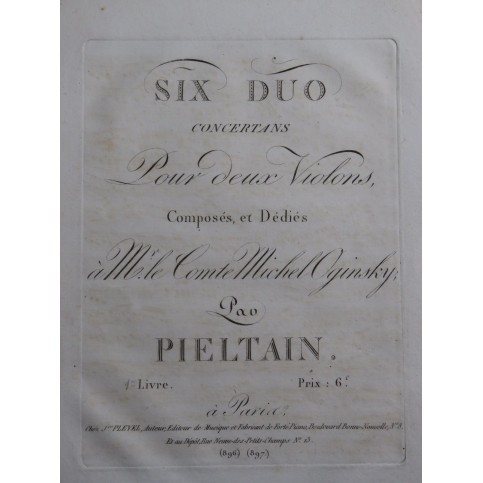 SIX DUO
CONCERTANS
Pour deux Violons,
Composés, et Dédiés
à Mr. le Comte Michel Oginsky;
Par
PIELTAIN.
1er Livre. Prix : 6f
à Paris,
Chez Ice PLEYEL, Auteur, Editeur de Musique et Fabricant de Forté Piano, Boulevard Bonne Nouvelle, No. 8
Et au Dépôt, Rue Neuve-des-Petits-Champs No. 13.
(896) (897.)